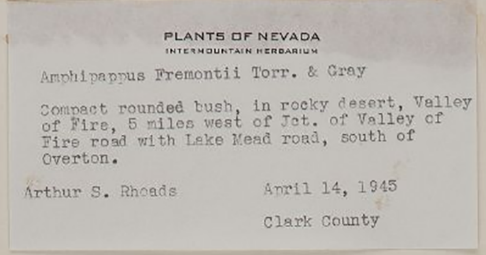 PLANTS OF NEVADA
INTERMOUNTAIN HERBARIUM
Amphipappus Fremontii Torr. & Gray
Compact rounded bush, in rocky desert, Valley
of Fire, 5 miles west of Jct. of Valley of
Fire road with Lake Mead road, south of
Overton.
Arthur S. Rhoads April 14, 1945
Clark County